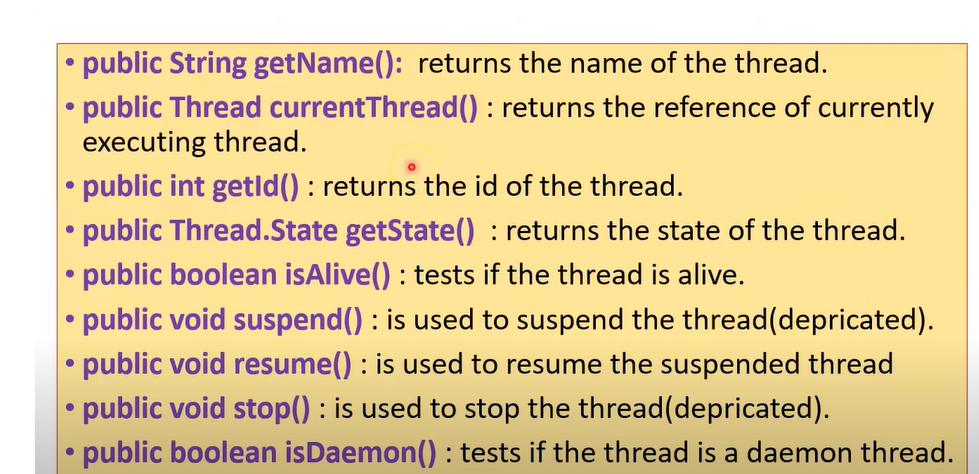 • public String getName(): returns the name of the thread.
• public Thread currentThread() : returns the reference of currently
executing thread.
• public int getId() : returns the id of the thread.
• public Thread.State getState() : returns the state of the thread.
• public boolean isAlive() : tests if the thread is alive.
• public void suspend() : is used to suspend the thread(depricated).
• public void resume() : is used to resume the suspended thread
• public void stop() : is used to stop the thread(depricated).
• public boolean isDaemon() : tests if the thread is a daemon thread.